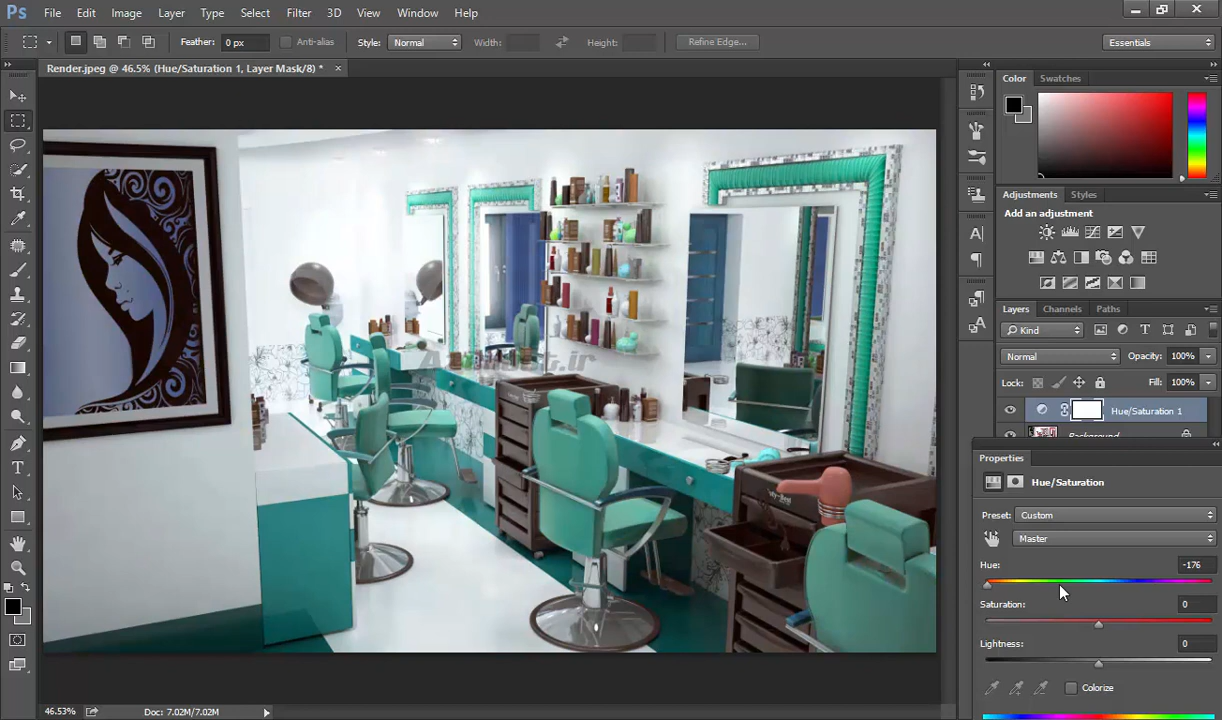 Ps File Edit Image Layer Type Select Filter 3D View Window Help
Feather: 0 px Anti-alias Style: Normal Width: Height: Refine Edge... Essentials
Render.jpeg @ 46.5% (Hue/Saturation 1, Layer Mask/8) * ×
Color Swatches
Adjustments Styles
Add an adjustment
Layers Channels Paths
Kind
Normal Opacity: 100%
Lock: Fill: 100%
Hue/Saturation 1
Background
Properties
Hue/Saturation
Preset: Custom
Master
Hue: -176
Saturation: 0
Lightness: 0
Colorize
46.53% Doc: 7.02M/7.02M